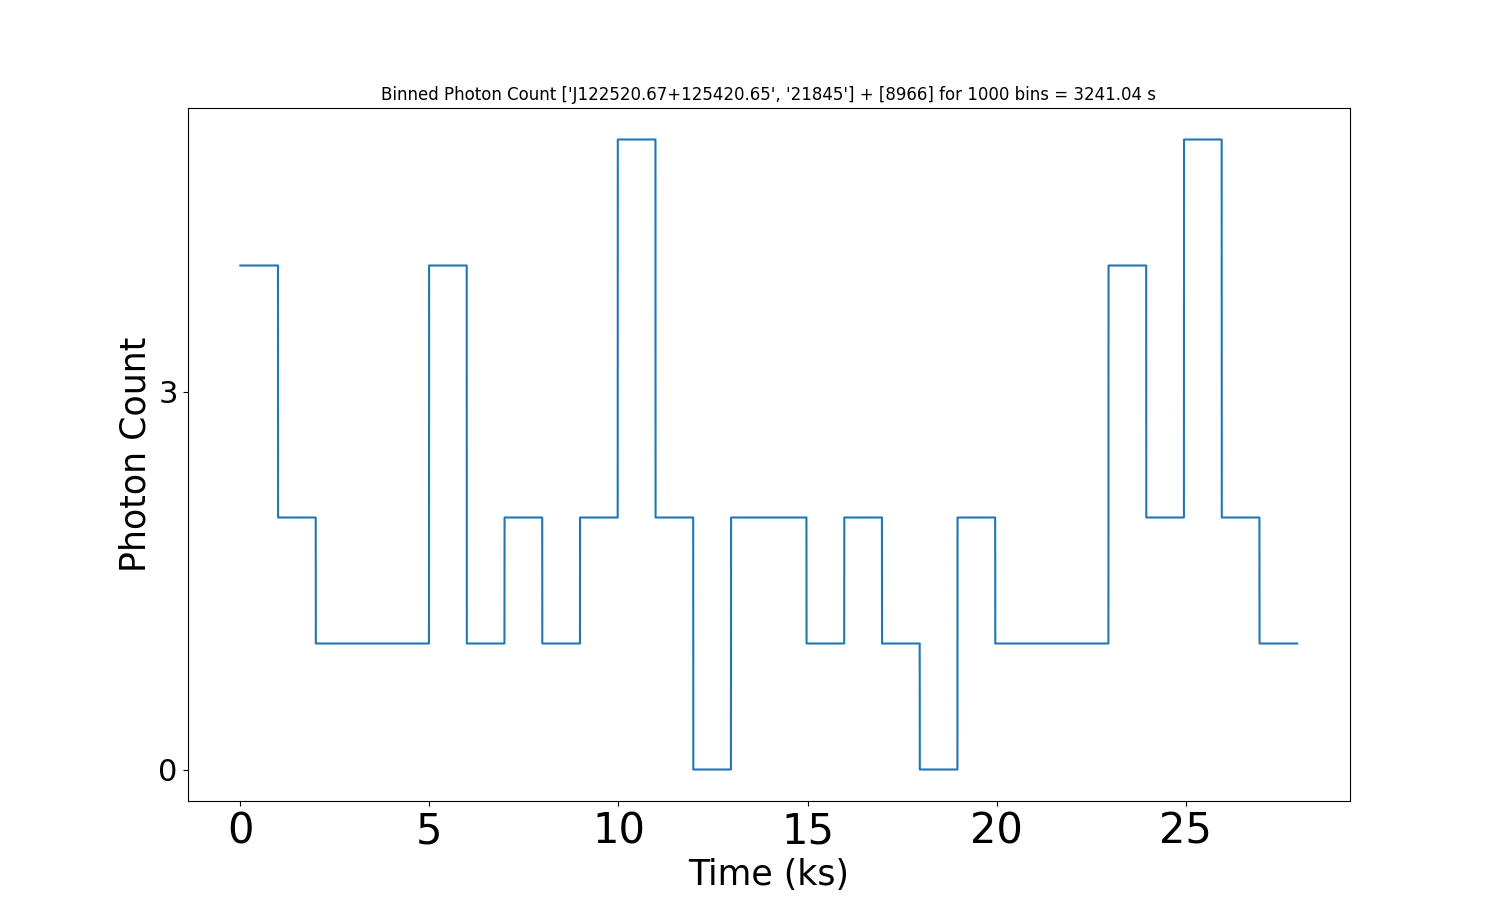 Binned Photon Count ['J122520.67+125420.65', '21845'] + [8966] for 1000 bins = 3241.04 s
Photon Count
3
0
0 5 10 15 20 25
Time (ks)